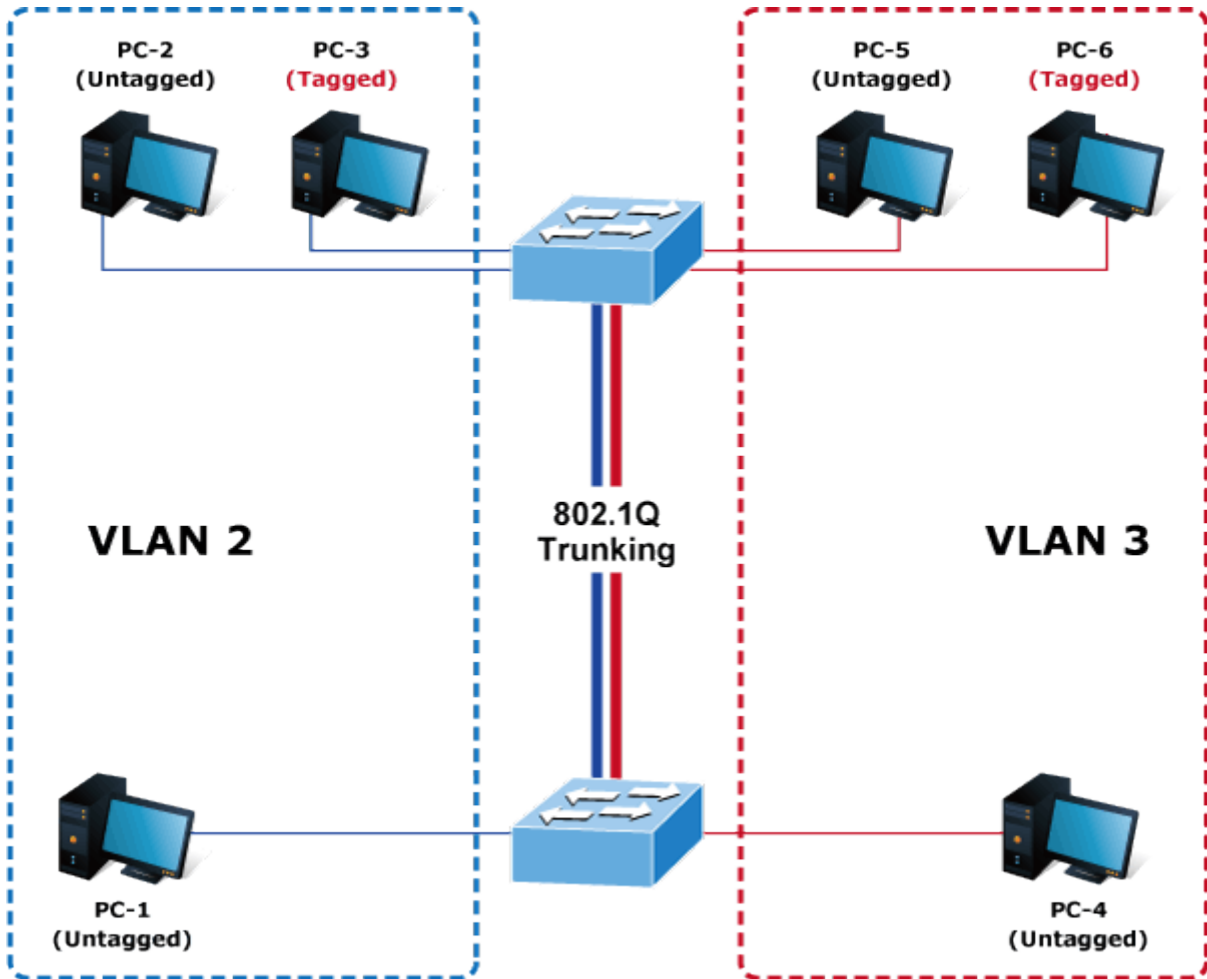 PC-2
(Untagged)
PC-3
(Tagged)
PC-5
(Untagged)
PC-6
(Tagged)
802.1Q
Trunking
VLAN 2
VLAN 3
PC-1
(Untagged)
PC-4
(Untagged)